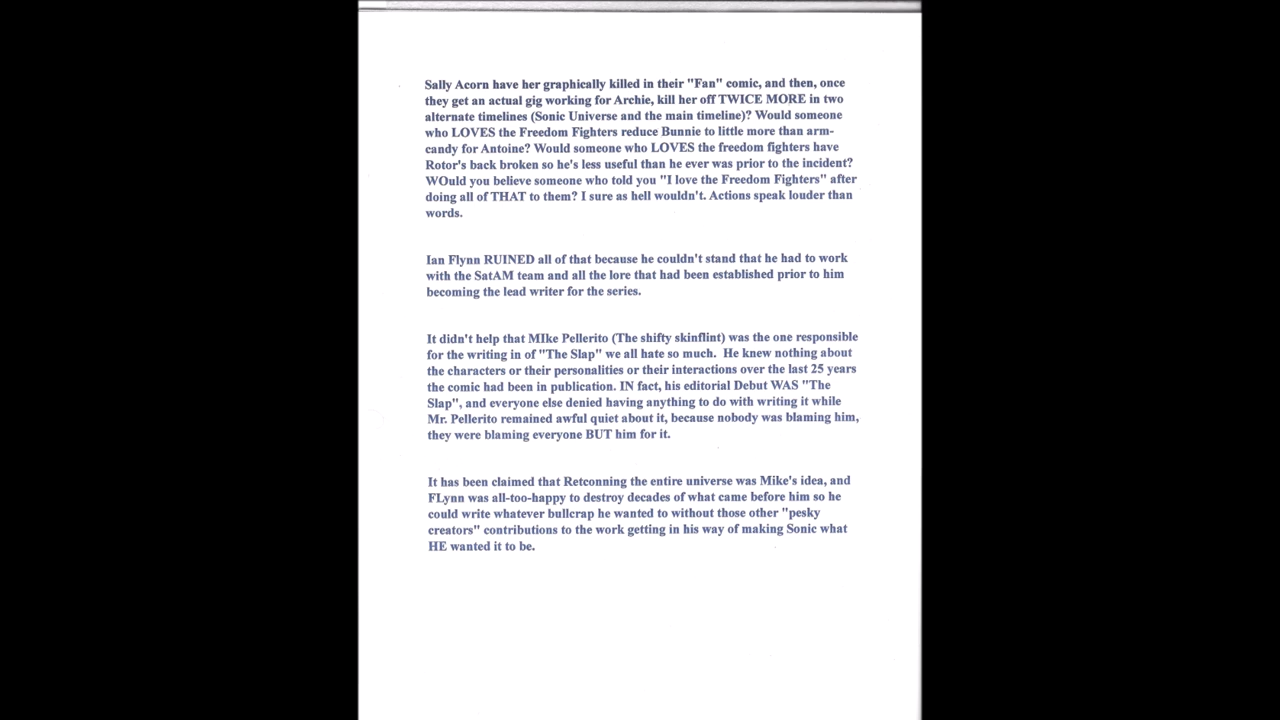 Sally Acorn have her graphically killed in their "Fan" comic, and then, once
they get an actual gig working for Archie, kill her off TWICE MORE in two
alternate timelines (Sonic Universe and the main timeline)? Would someone
who LOVES the Freedom Fighters reduce Bunnie to little more than arm-
candy for Antoine? Would someone who LOVES the freedom fighters have
Rotor's back broken so he's less useful than he ever was prior to the incident?
WOuld you believe someone who told you "I love the Freedom Fighters" after
doing all of THAT to them? I sure as hell wouldn't. Actions speak louder than
words.
Ian Flynn RUINED all of that because he couldn't stand that he had to work
with the SatAM team and all the lore that had been established prior to him
becoming the lead writer for the series.
It didn't help that MIke Pellerito (The shifty skinflint) was the one responsible
for the writing in of "The Slap" we all hate so much. He knew nothing about
the characters or their personalities or their interactions over the last 25 years
the comic had been in publication. IN fact, his editorial Debut WAS "The
Slap", and everyone else denied having anything to do with writing it while
Mr. Pellerito remained awful quiet about it, because nobody was blaming him,
they were blaming everyone BUT him for it.
It has been claimed that Retconning the entire universe was Mike's idea, and
FLynn was all-too-happy to destroy decades of what came before him so he
could write whatever bullcrap he wanted to without those other "pesky
creators" contributions to the work getting in his way of making Sonic what
HE wanted it to be.